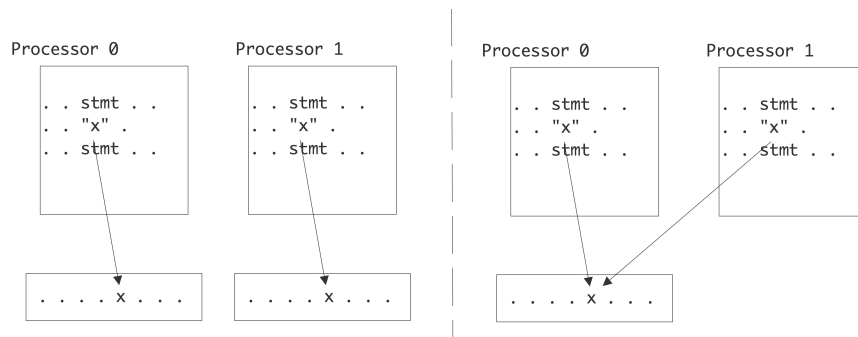 Processor 0
. . stmt . .
. . "x" .
. . stmt . .
. . . . x . . .
Processor 1
. . stmt . .
. . "x" .
. . stmt . .
. . . . x . . .
Processor 0
. . stmt . .
. . "x" .
. . stmt . .
. . . . x . . .
Processor 1
. . stmt . .
. . "x" .
. . stmt . .